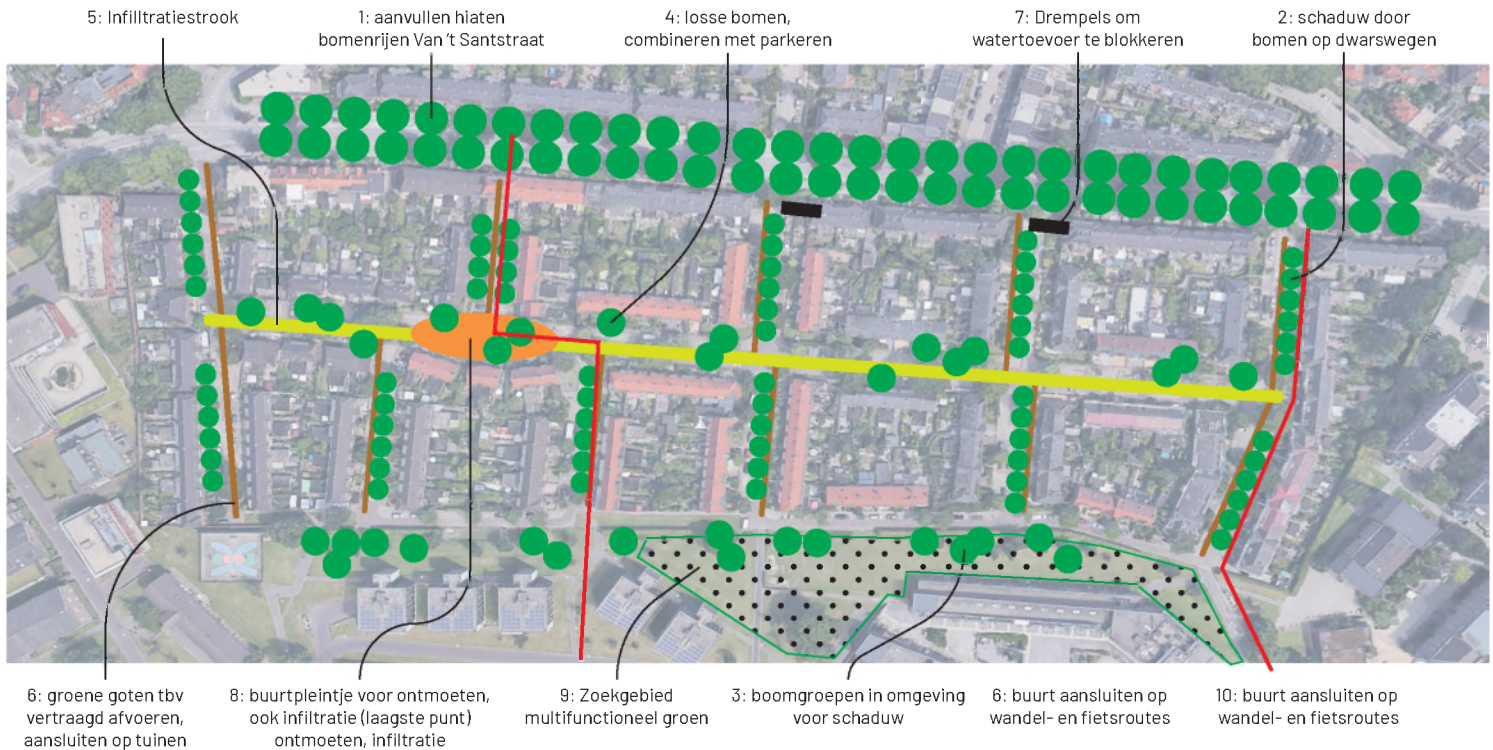 5: Infilltratiestrook
1: aanvullen hiaten
bomenrijen Van 't Santstraat
4: losse bomen,
combineren met parkeren
7: Drempels om
watertoevoer te blokkeren
2: schaduw door
bomen op dwarswegen
6: groene goten tbv
vertraagd afvoeren,
aansluiten op tuinen
8: buurtpleintje voor ontmoeten,
ook infiltratie (laagste punt)
ontmoeten, infiltratie
9: Zoekgebied
multifunctioneel groen
3: boomgroepen in omgeving
voor schaduw
6: buurt aansluiten op
wandel- en fietsroutes
10: buurt aansluiten op
wandel- en fietsroutes